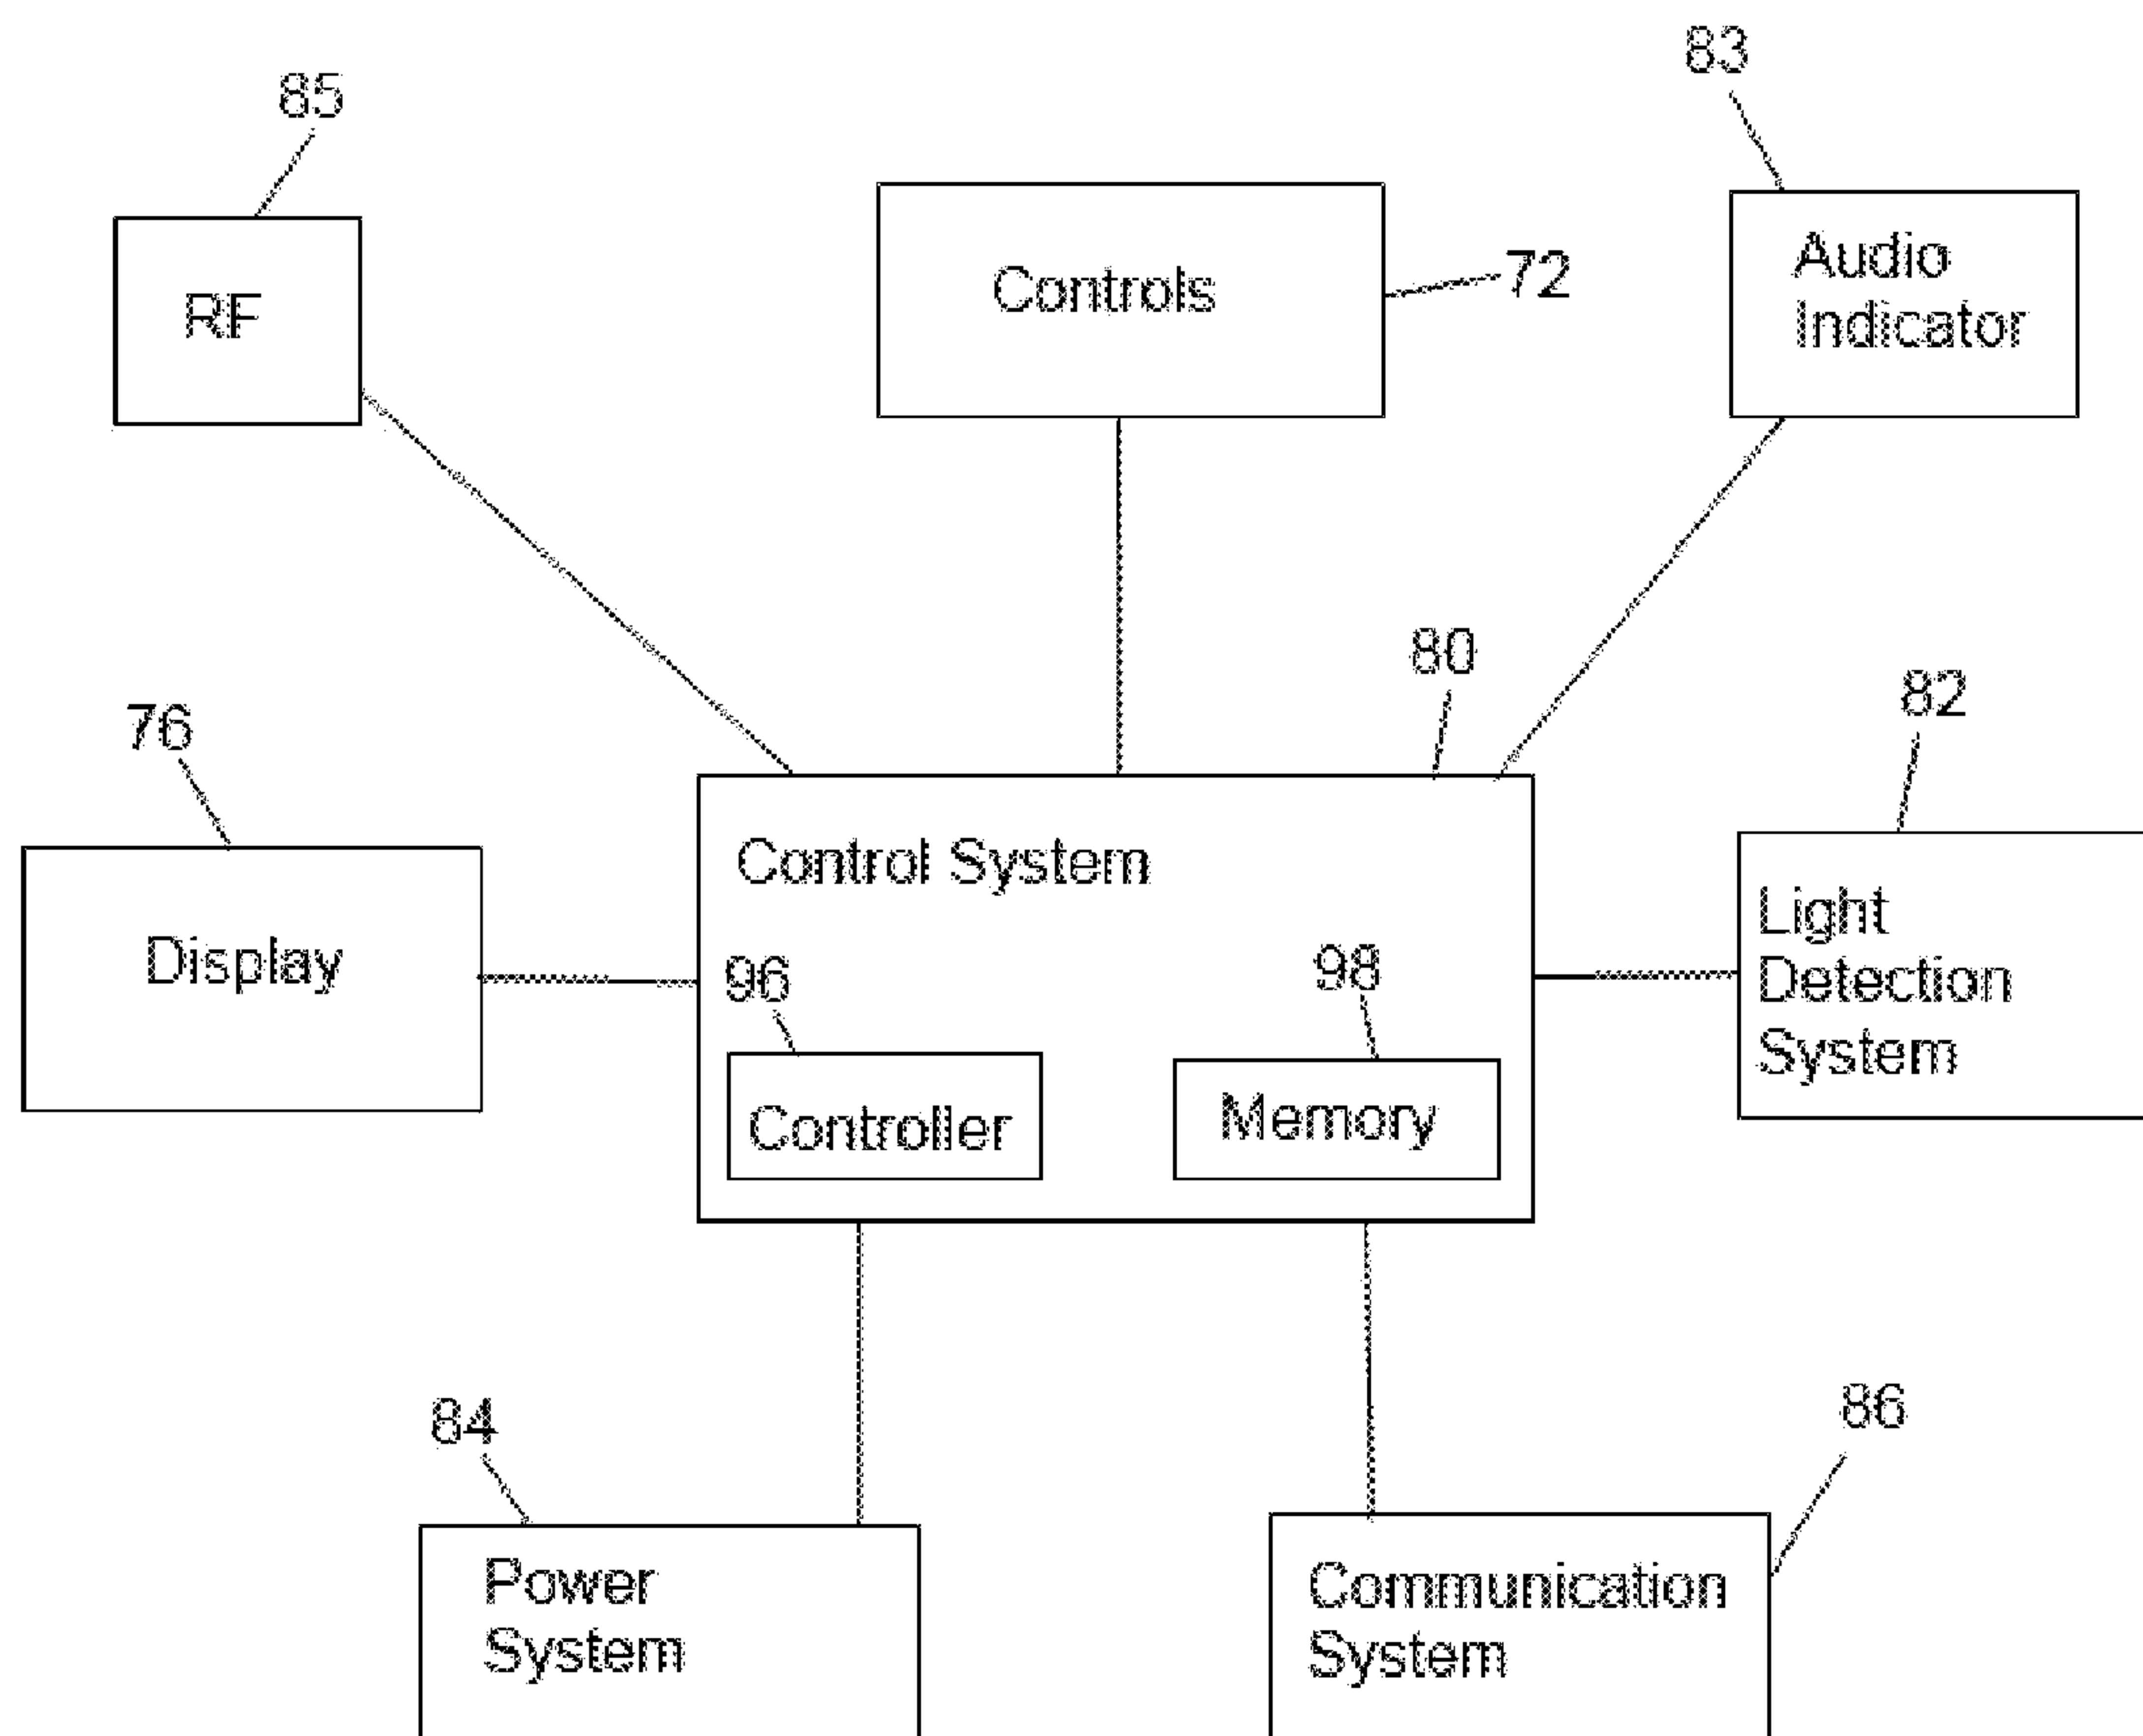 85
83
RF
Controls
72
Audio
Indicator
80
82
76
Control System
Display
96
98
Light
Detection
System
Controller
Memory
84
86
Power
System
Communication
System